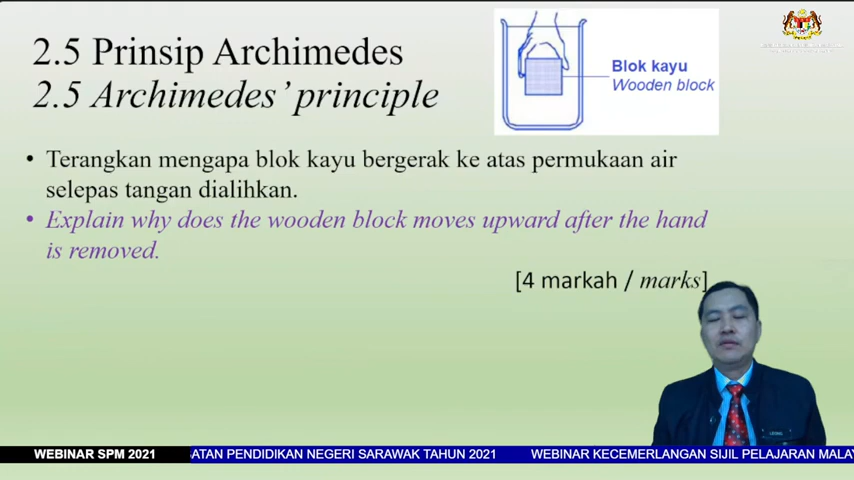 2.5 Prinsip Archimedes
2.5 Archimedes' principle
Blok kayu
Wooden block
• Terangkan mengapa blok kayu bergerak ke atas permukaan air
selepas tangan dialihkan.
• Explain why does the wooden block moves upward after the hand
is removed.
[4 markah / marks]
WEBINAR SPM 2021
ATAN PENDIDIKAN NEGERI SARAWAK TAHUN 2021 WEBINAR KECEMERLANGAN SIJIL PELAJARAN MALAY